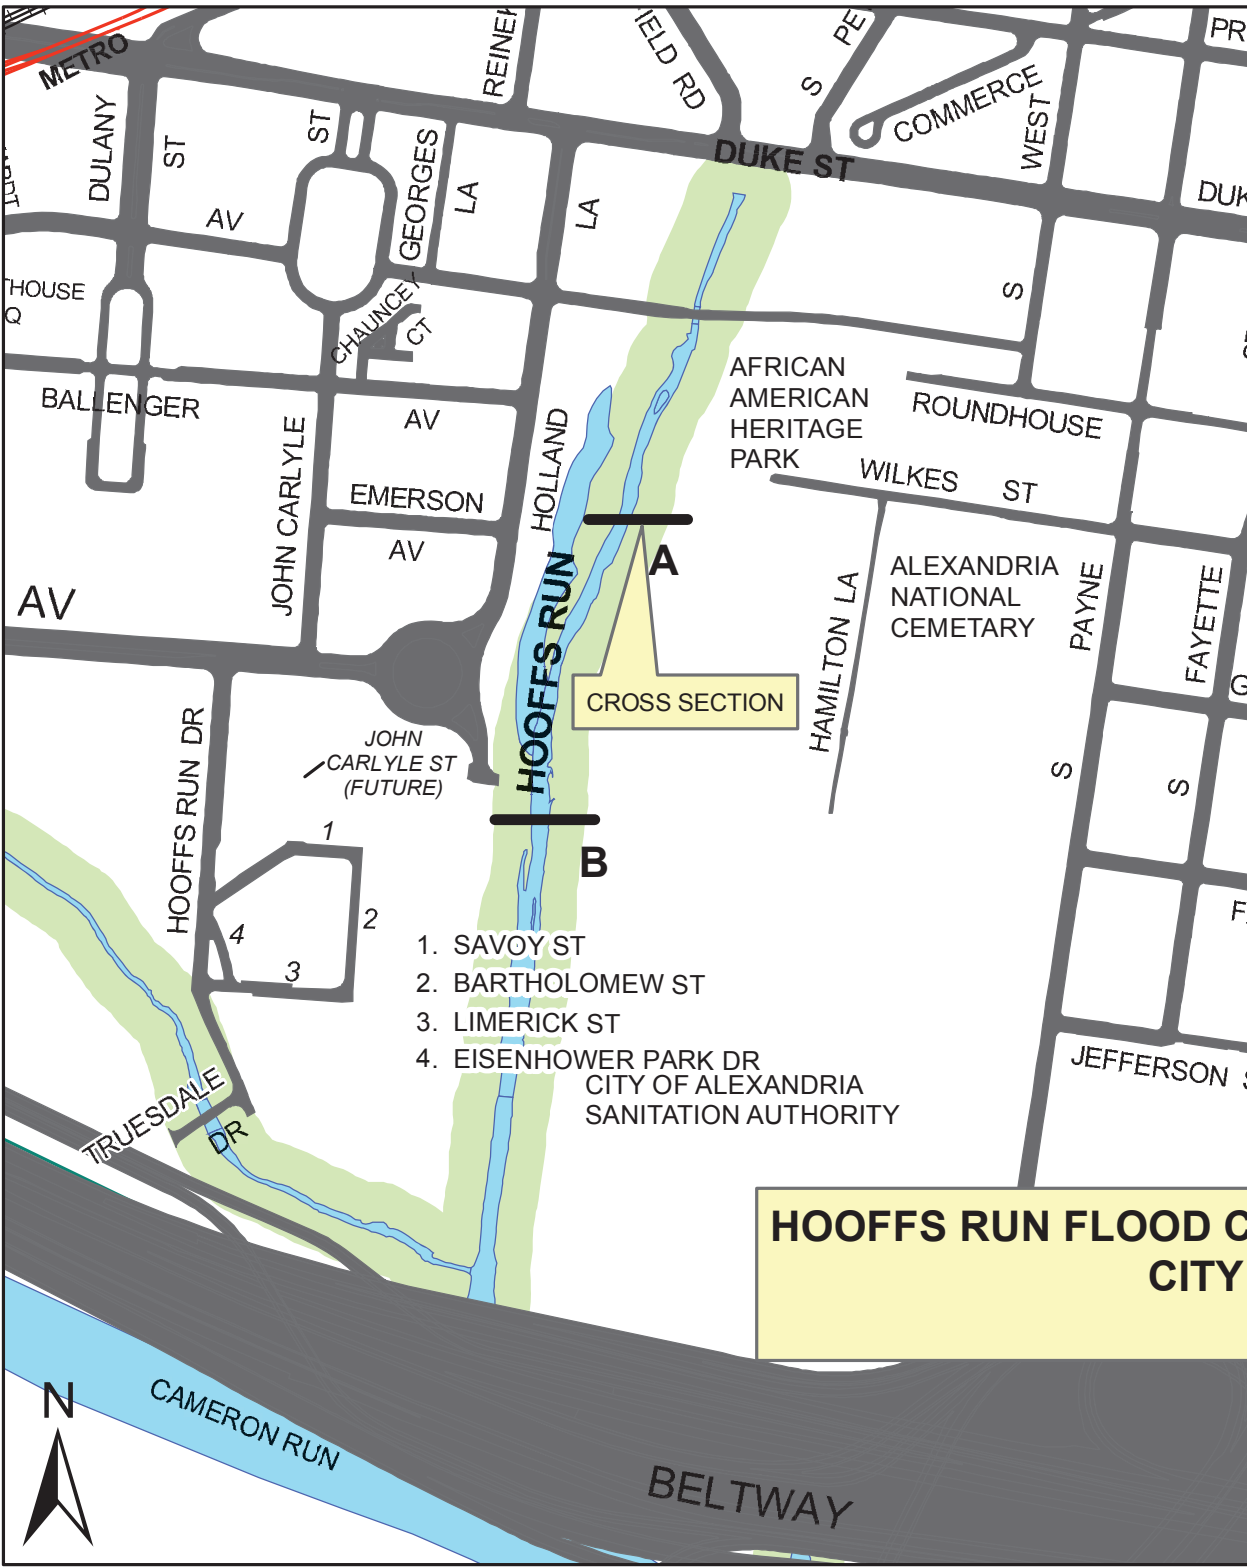 METRO
REINEK
FIELD RD
S
PE
COMMERCE
WEST
PR
DULANY
ST
ST
GEORGES
LA
LA
DUKE ST
DUK
AV
S
THOUSE
Q
CHAUNCEY
CT
BALLENGER
AV
JOHN CARLYLE
EMERSON
AV
HOLLAND
AFRICAN
AMERICAN
HERITAGE
PARK
ROUNDHOUSE
WILKES ST
HOOFFS RUN
A
ALEXANDRIA
NATIONAL
CEMETARY
HAMILTON LA
PAYNE
S
FAYETTE
S
G
AV
CROSS SECTION
HOOFFS RUN DR
JOHN
CARLYLE ST
(FUTURE)
B
1
2
3
4
1. SAVOY ST
2. BARTHOLOMEW ST
3. LIMERICK ST
4. EISENHOWER PARK DR
CITY OF ALEXANDRIA
SANITATION AUTHORITY
F
JEFFERSON S
TRUESDALE
DR
HOOFFS RUN FLOOD C
CITY
N
CAMERON RUN
BELTWAY